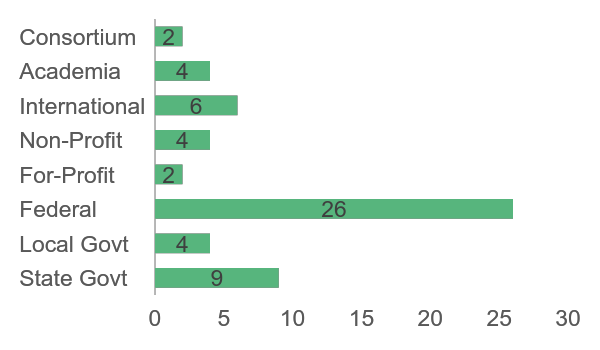 Consortium 2
Academia 4
International 6
Non-Profit 4
For-Profit 2
Federal 26
Local Govt 4
State Govt 9
0 5 10 15 20 25 30